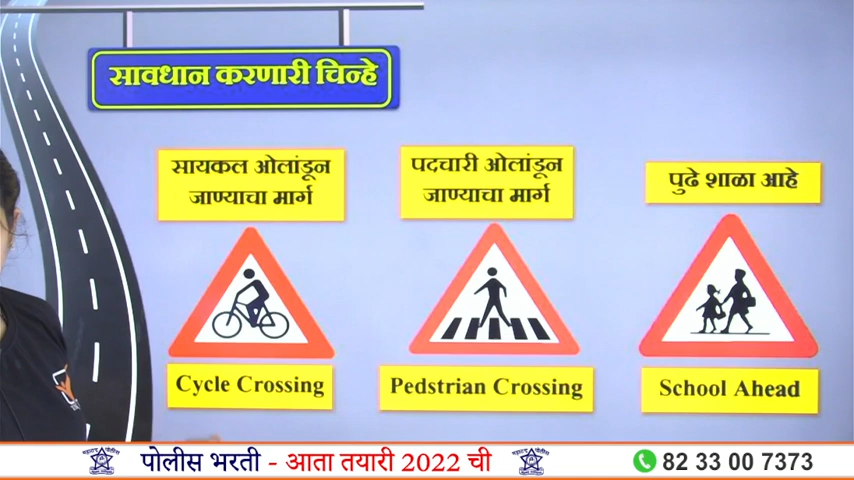 सावधान करणारी चिन्हे
सायकल ओलांडून
जाण्याचा मार्ग
पदचारी ओलांडून
जाण्याचा मार्ग
पुढे शाळा आहे
Cycle Crossing
Pedstrian Crossing
School Ahead
पोलीस भरती - आता तयारी 2022 ची
82 33 00 7373